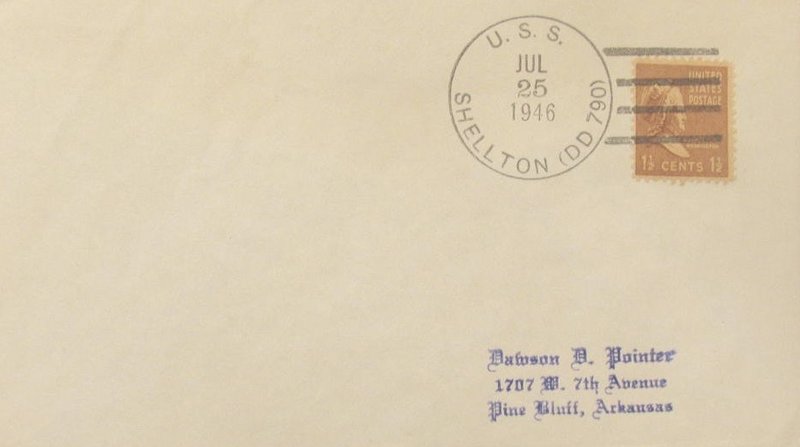 U. S. S.
JUL
25
1946
SHELLTON (DD 790)
UNITED
STATES
POSTAGE
1½ CENTS 1½
Dawson D. Pointer
1707 W. 7th Avenue
Pine Bluff, Arkansas